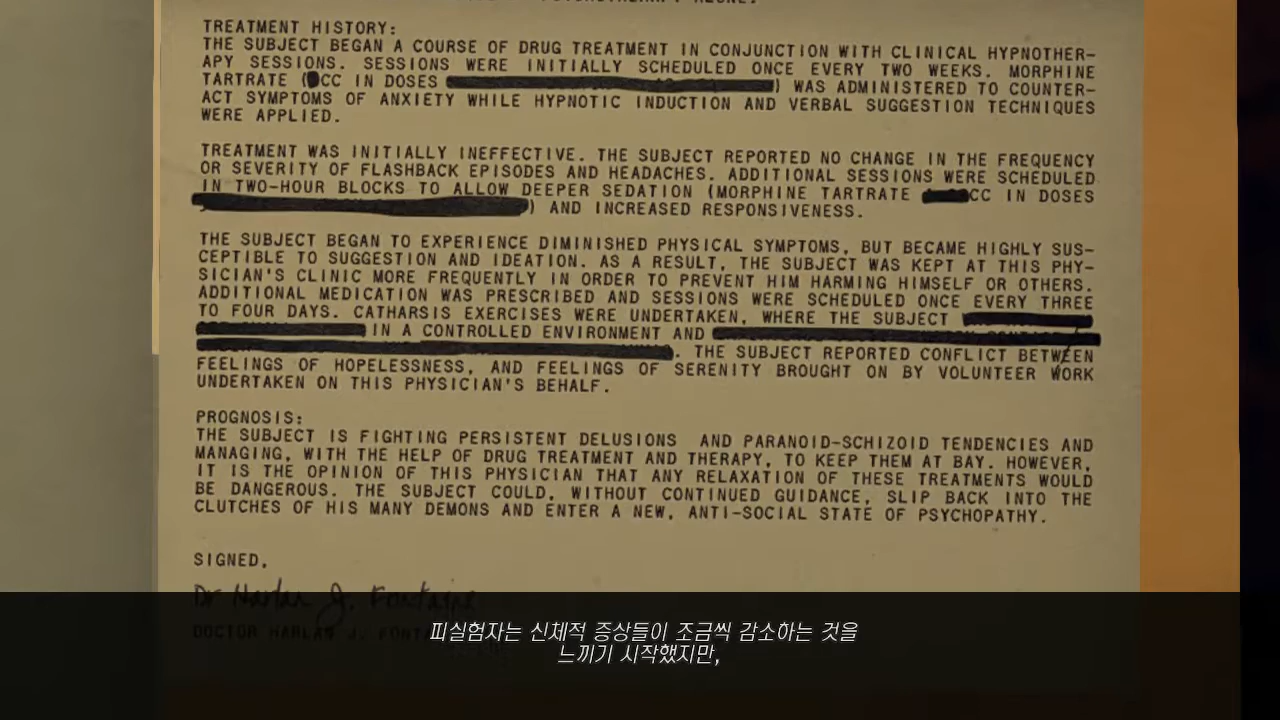 TREATMENT HISTORY:
THE SUBJECT BEGAN A COURSE OF DRUG TREATMENT IN CONJUNCTION WITH CLINICAL HYPNOTHER-
APY SESSIONS. SESSIONS WERE INITIALLY SCHEDULED ONCE EVERY TWO WEEKS. MORPHINE
TARTRATE (CC IN DOSES ) WAS ADMINISTERED TO COUNTER-
ACT SYMPTOMS OF ANXIETY WHILE HYPNOTIC INDUCTION AND VERBAL SUGGESTION TECHNIQUES
WERE APPLIED.
TREATMENT WAS INITIALLY INEFFECTIVE. THE SUBJECT REPORTED NO CHANGE IN THE FREQUENCY
OR SEVERITY OF FLASHBACK EPISODES AND HEADACHES. ADDITIONAL SESSIONS WERE SCHEDULED
IN TWO-HOUR BLOCKS TO ALLOW DEEPER SEDATION (MORPHINE TARTRATE CC IN DOSES
) AND INCREASED RESPONSIVENESS.
THE SUBJECT BEGAN TO EXPERIENCE DIMINISHED PHYSICAL SYMPTOMS, BUT BECAME HIGHLY SUS-
CEPTIBLE TO SUGGESTION AND IDEATION. AS A RESULT, THE SUBJECT WAS KEPT AT THIS PHY-
SICIAN'S CLINIC MORE FREQUENTLY IN ORDER TO PREVENT HIM HARMING HIMSELF OR OTHERS.
ADDITIONAL MEDICATION WAS PRESCRIBED AND SESSIONS WERE SCHEDULED ONCE EVERY THREE
TO FOUR DAYS. CATHARSIS EXERCISES WERE UNDERTAKEN, WHERE THE SUBJECT
IN A CONTROLLED ENVIRONMENT AND
. THE SUBJECT REPORTED CONFLICT BETWEEN
FEELINGS OF HOPELESSNESS, AND FEELINGS OF SERENITY BROUGHT ON BY VOLUNTEER WORK
UNDERTAKEN ON THIS PHYSICIAN'S BEHALF.
PROGNOSIS:
THE SUBJECT IS FIGHTING PERSISTENT DELUSIONS AND PARANOID-SCHIZOID TENDENCIES AND
MANAGING, WITH THE HELP OF DRUG TREATMENT AND THERAPY, TO KEEP THEM AT BAY. HOWEVER,
IT IS THE OPINION OF THIS PHYSICIAN THAT ANY RELAXATION OF THESE TREATMENTS WOULD
BE DANGEROUS. THE SUBJECT COULD, WITHOUT CONTINUED GUIDANCE, SLIP BACK INTO THE
CLUTCHES OF HIS MANY DEMONS AND ENTER A NEW, ANTI-SOCIAL STATE OF PSYCHOPATHY.
SIGNED,
Dr Harlan J. Fontaine
DOCTOR HARLAN J.
피실험자는 신체적 증상들이 조금씩 감소하는 것을
느끼기 시작했지만,